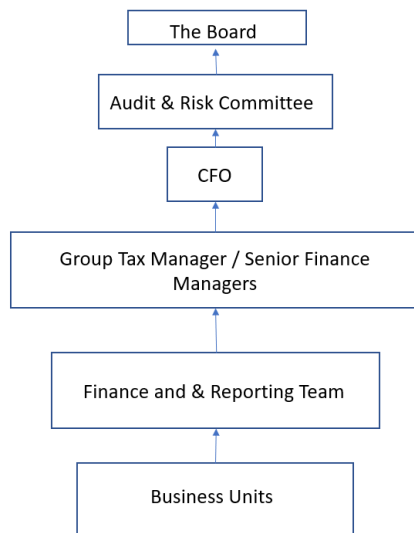 The Board
Audit & Risk Committee
CFO
Group Tax Manager / Senior Finance
Managers
Finance and & Reporting Team
Business Units